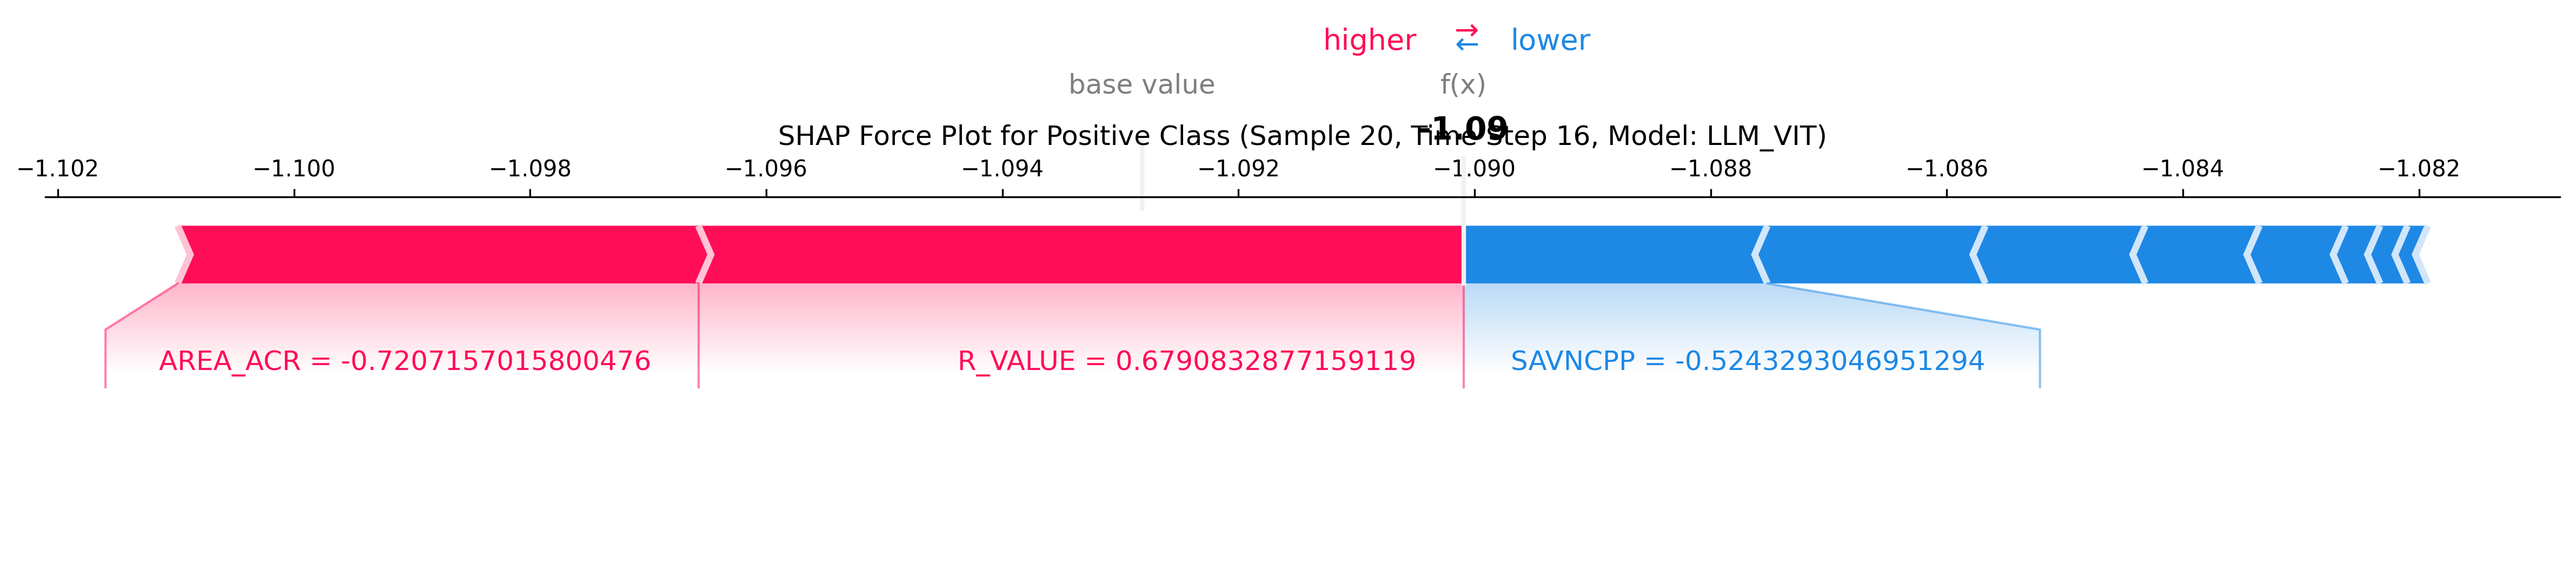 higher ⇄ lower
base value f(x)
-1.09
SHAP Force Plot for Positive Class (Sample 20, Time Step 16, Model: LLM_VIT)
−1.102 −1.100 −1.098 −1.096 −1.094 −1.092 −1.090 −1.088 −1.086 −1.084 −1.082
AREA_ACR = -0.7207157015800476 R_VALUE = 0.6790832877159119 SAVNCPP = -0.5243293046951294